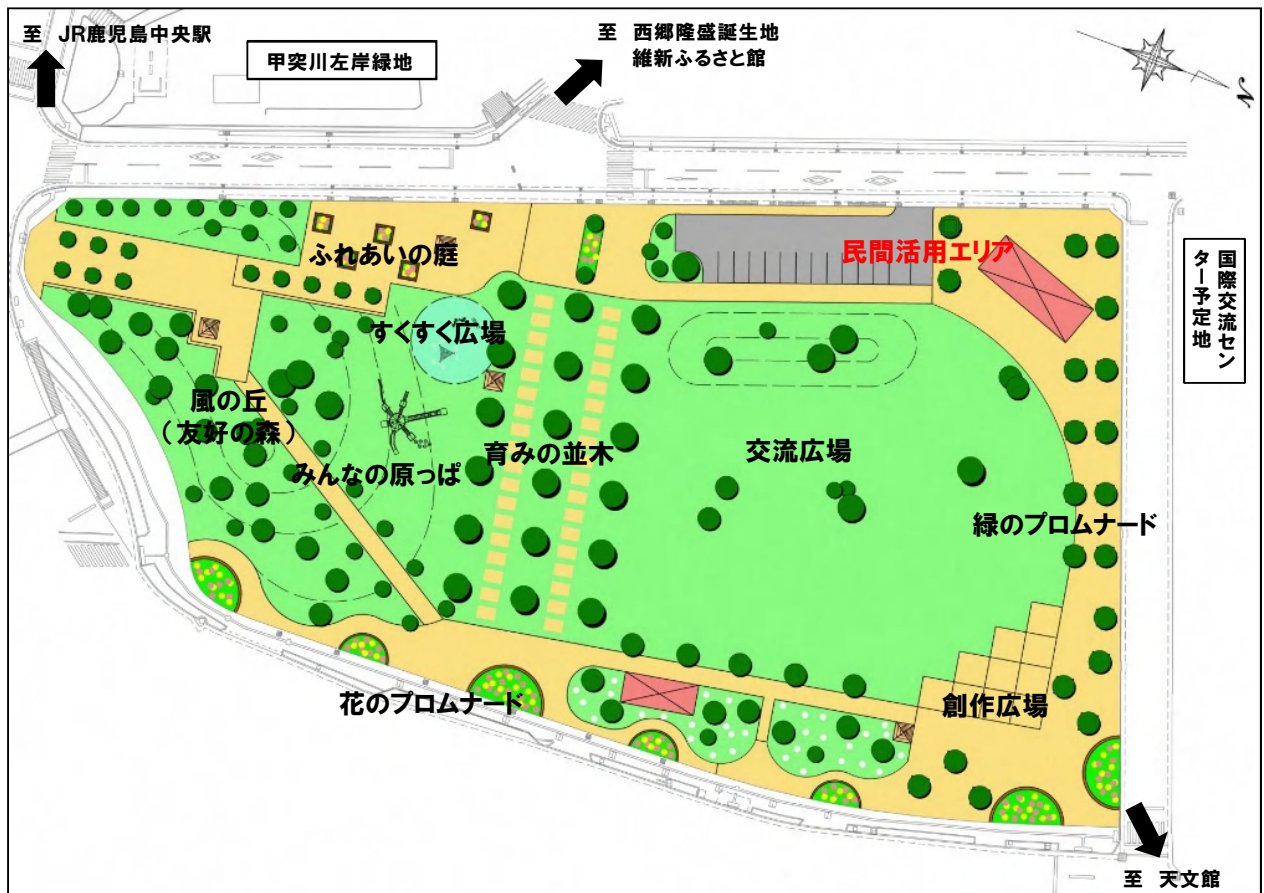 至 JR鹿児島中央駅
甲突川左岸緑地
至 西郷隆盛誕生地
維新ふるさと館
N
国際交流セン
ター予定地
民間活用エリア
ふれあいの庭
すくすく広場
風の丘
(友好の森)
みんなの原っぱ
育みの並木
交流広場
緑のプロムナード
花のプロムナード
創作広場
至 天文館